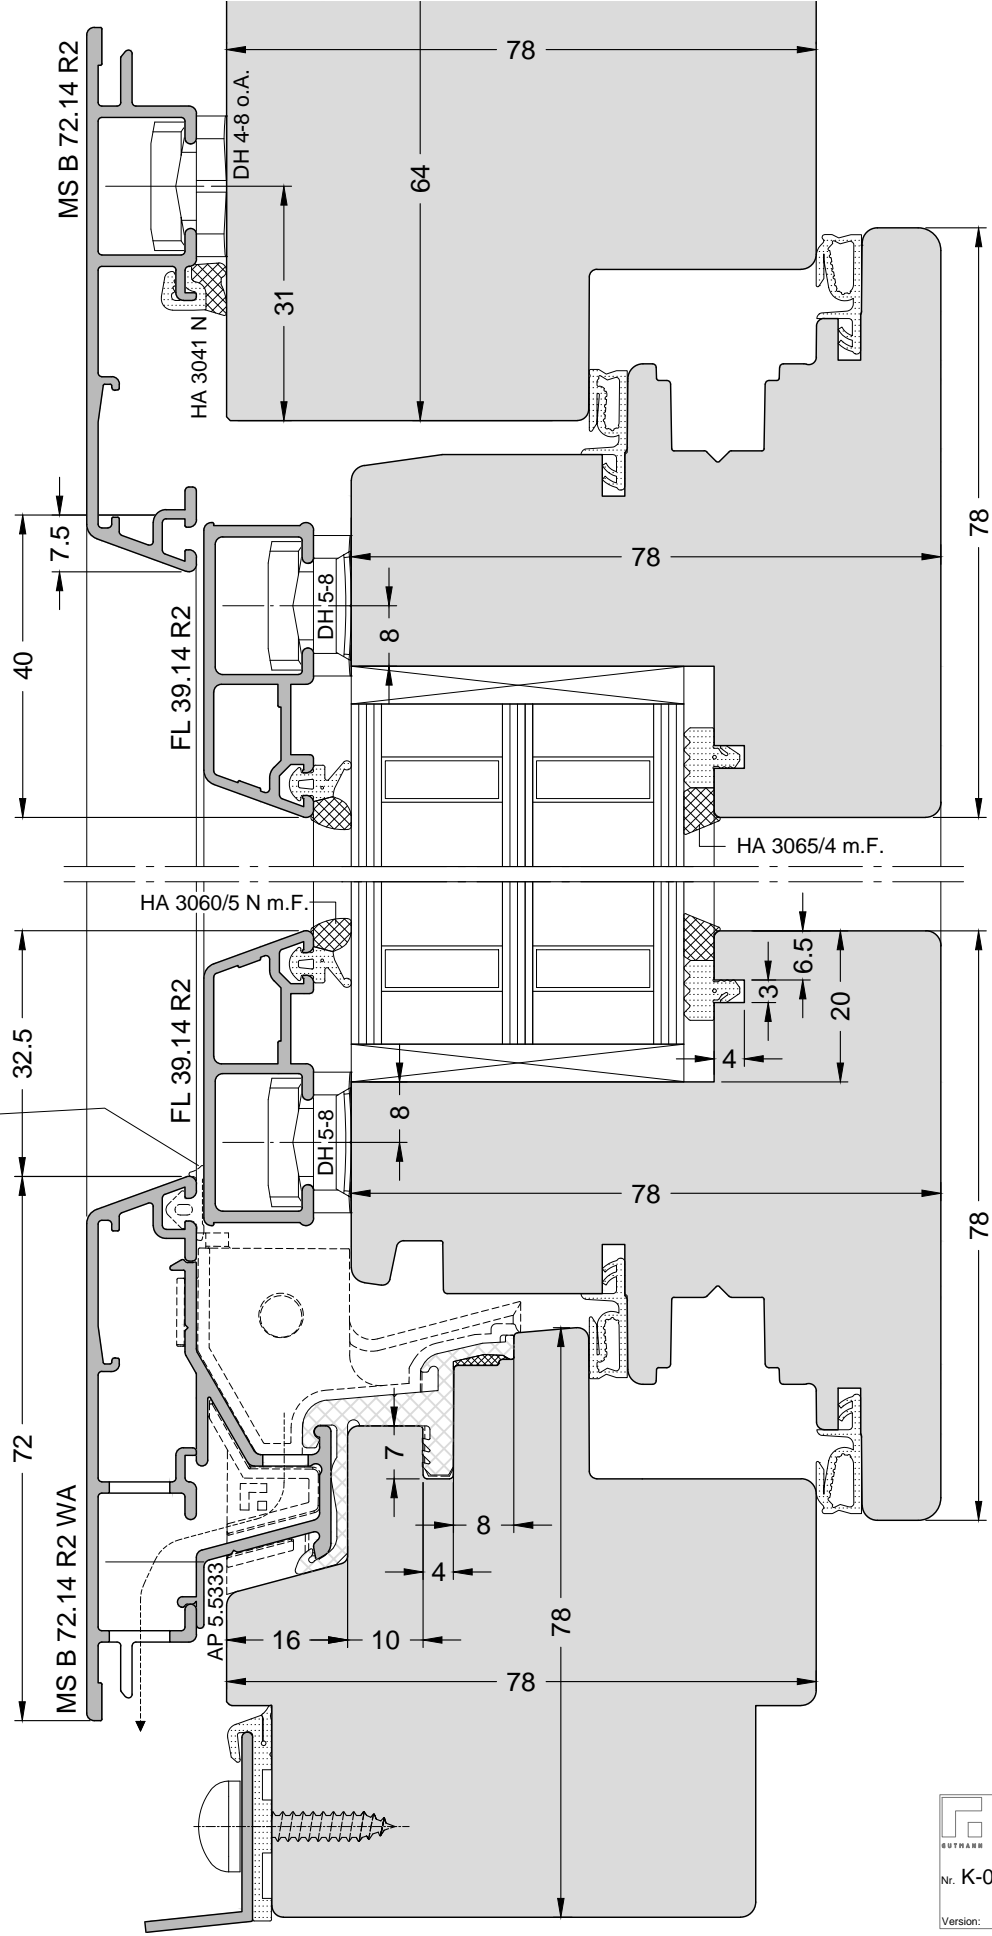 78
MS B 72.14 R2
DH 4-8 o.A.
64
31
HA 3041 N
7.5
40
78
78
DH 5-8
8
FL 39.14 R2
HA 3065/4 m.F.
HA 3060/5 N m.F.
6.5
3
20
4
32.5
FL 39.14 R2
8
DH 5-8
78
78
72
7
8
4
MS B 72.14 R2 WA
AP 5.5333
16
10
78
78
GUTMANN
Nr. K-0
Version: